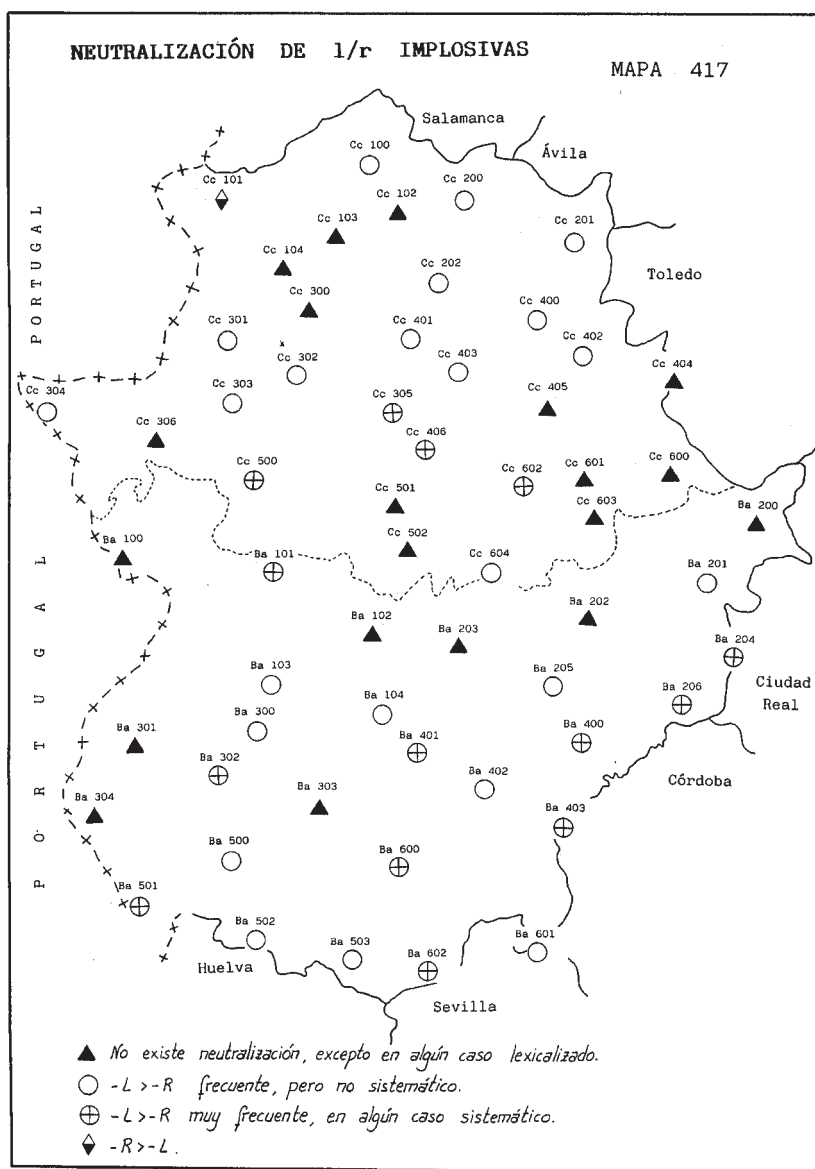 NEUTRALIZACIÓN DE l/r IMPLOSIVAS
MAPA 417
Salamanca
Ávila
Cc 100
Cc 101
Cc 200
Cc 102
Cc 103
Cc 201
Cc 104
Cc 202
Toledo
Cc 300
Cc 400
Cc 301
Cc 401
Cc 402
Cc 302
Cc 403
Cc 404
Cc 303
Cc 304
Cc 305
Cc 405
Cc 306
Cc 406
Cc 500
Cc 602
Cc 601
Cc 600
Cc 501
Cc 603
Ba 200
Cc 502
Ba 100
Ba 101
Cc 604
Ba 201
Ba 102
Ba 203
Ba 202
Ba 204
Ba 103
Ba 205
Ciudad
Real
Ba 206
Ba 300
Ba 104
Ba 301
Ba 401
Ba 400
Ba 302
Ba 402
Córdoba
Ba 303
Ba 304
Ba 403
Ba 500
Ba 600
Ba 501
Ba 502
Ba 503
Ba 602
Ba 601
Huelva
Sevilla
PORTUGAL
PORTUGAL
No existe neutralización, excepto en algún caso lexicalizado.
-L>-R frecuente, pero no sistemático.
-L>-R muy frecuente, en algún caso sistemático.
-R>-L.